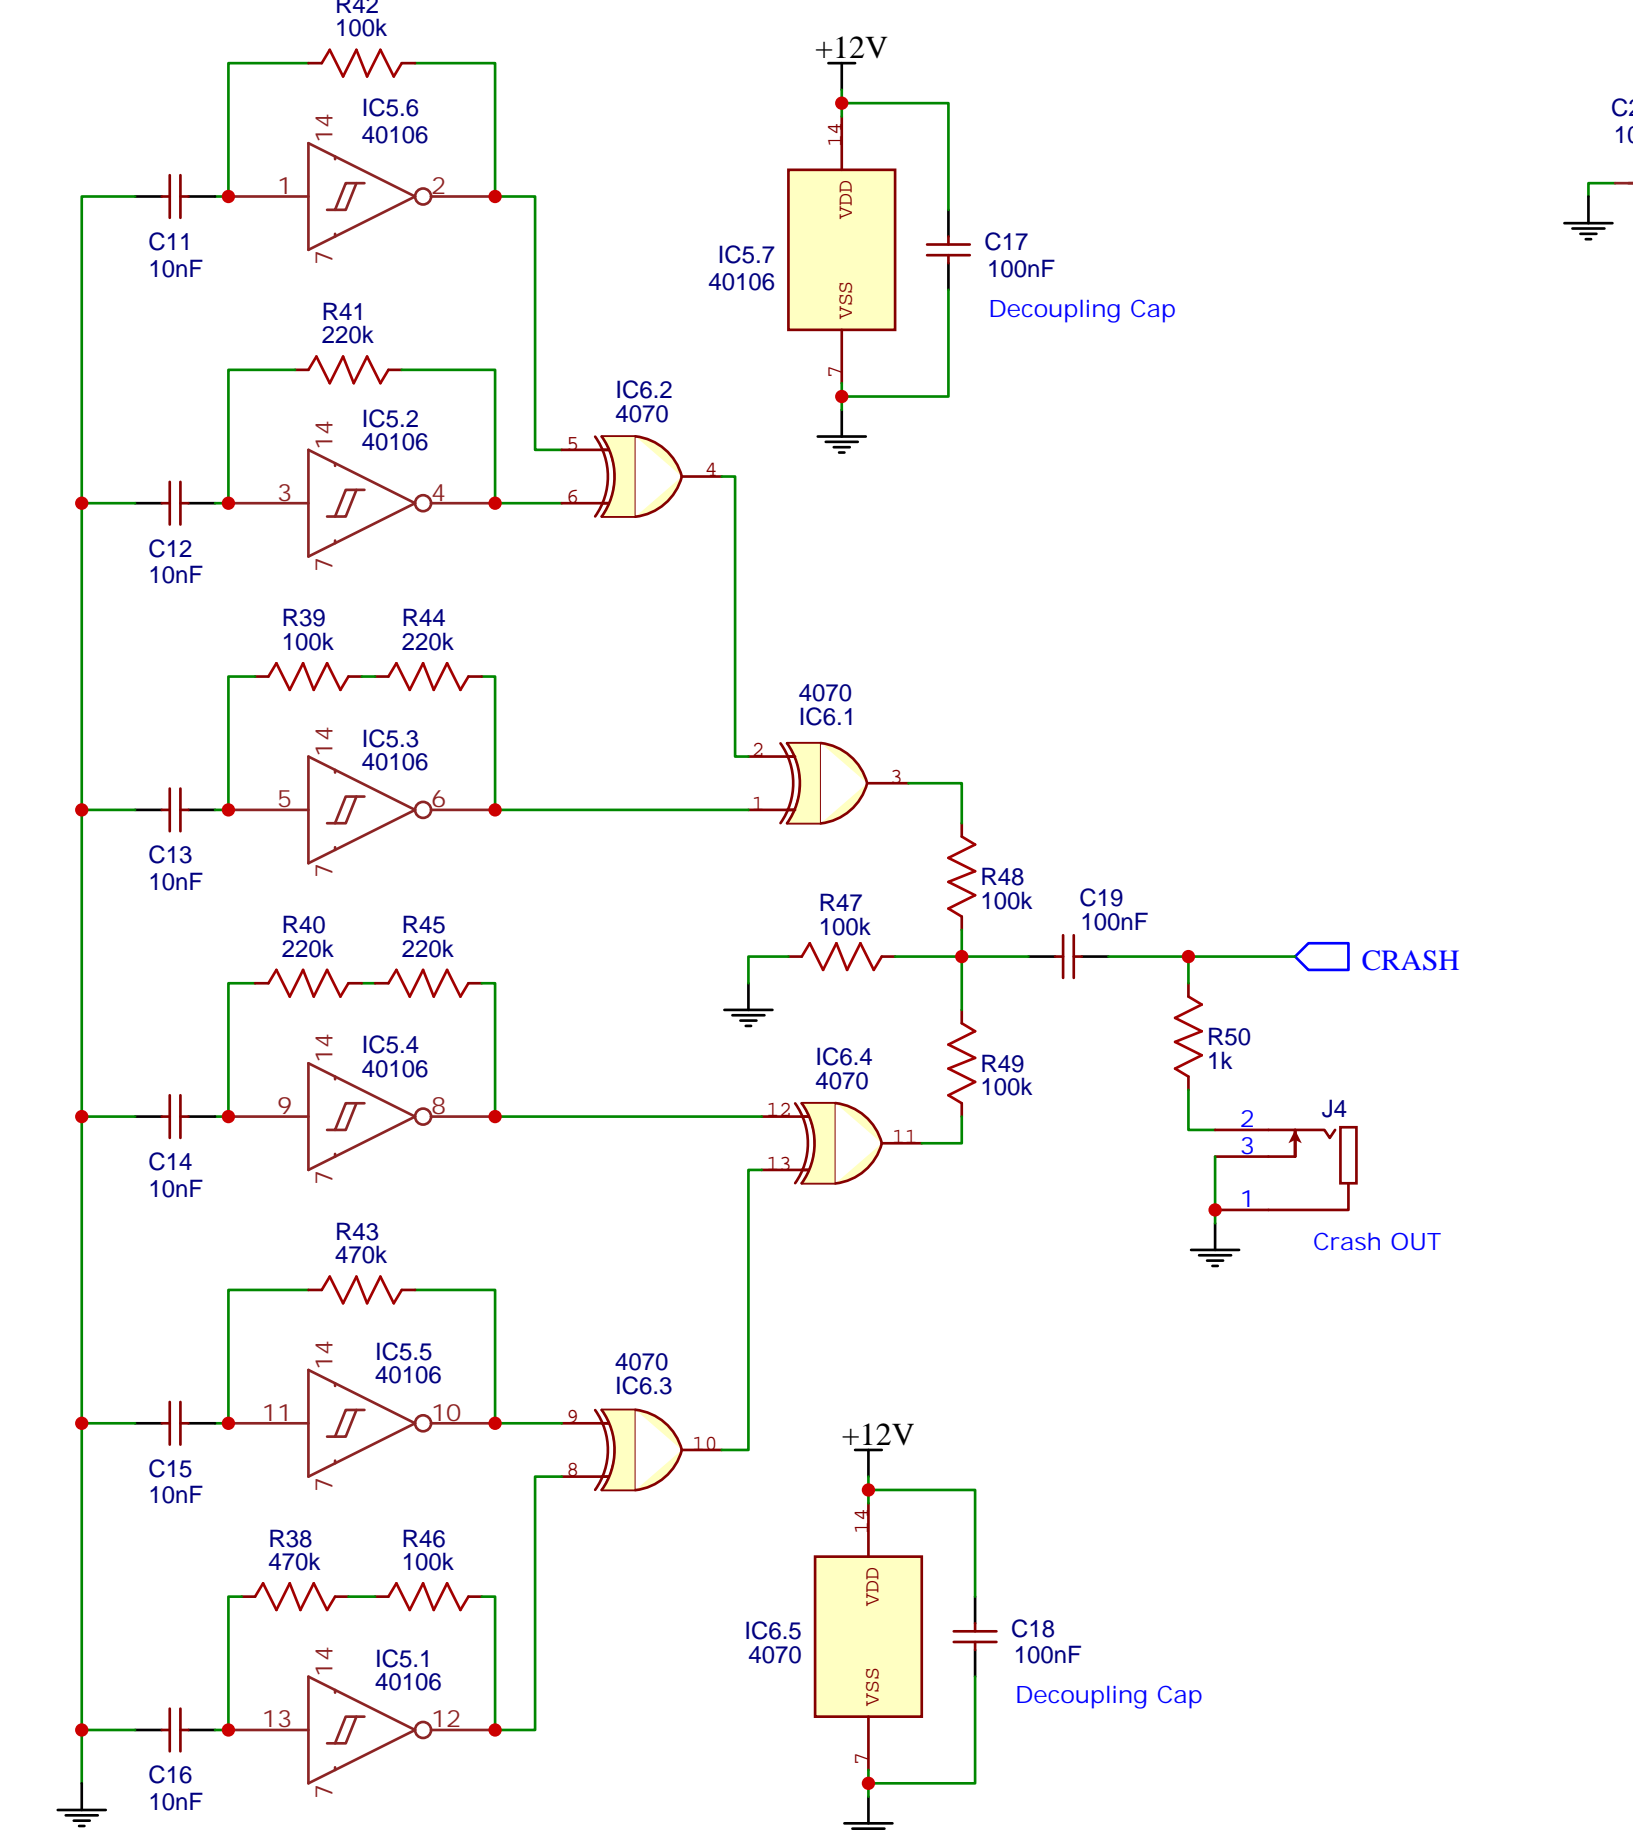 R42
100k
IC5.6
40106
14
1
2
7
C11
10nF
+12V
14
VDD
IC5.7
40106
VSS
7
C17
100nF
Decoupling Cap
R41
220k
IC5.2
40106
14
3
4
7
C12
10nF
IC6.2
4070
5
6
4
R39
100k
R44
220k
IC5.3
40106
14
5
6
7
C13
10nF
4070
IC6.1
2
1
3
R48
100k
R47
100k
C19
100nF
CRASH
R40
220k
R45
220k
IC5.4
40106
14
9
8
7
C14
10nF
IC6.4
4070
12
13
11
R49
100k
R50
1k
J4
2
3
1
Crash OUT
R43
470k
IC5.5
40106
14
11
10
7
C15
10nF
4070
IC6.3
9
8
10
R38
470k
R46
100k
IC5.1
40106
14
13
12
7
C16
10nF
+12V
14
VDD
IC6.5
4070
VSS
7
C18
100nF
Decoupling Cap